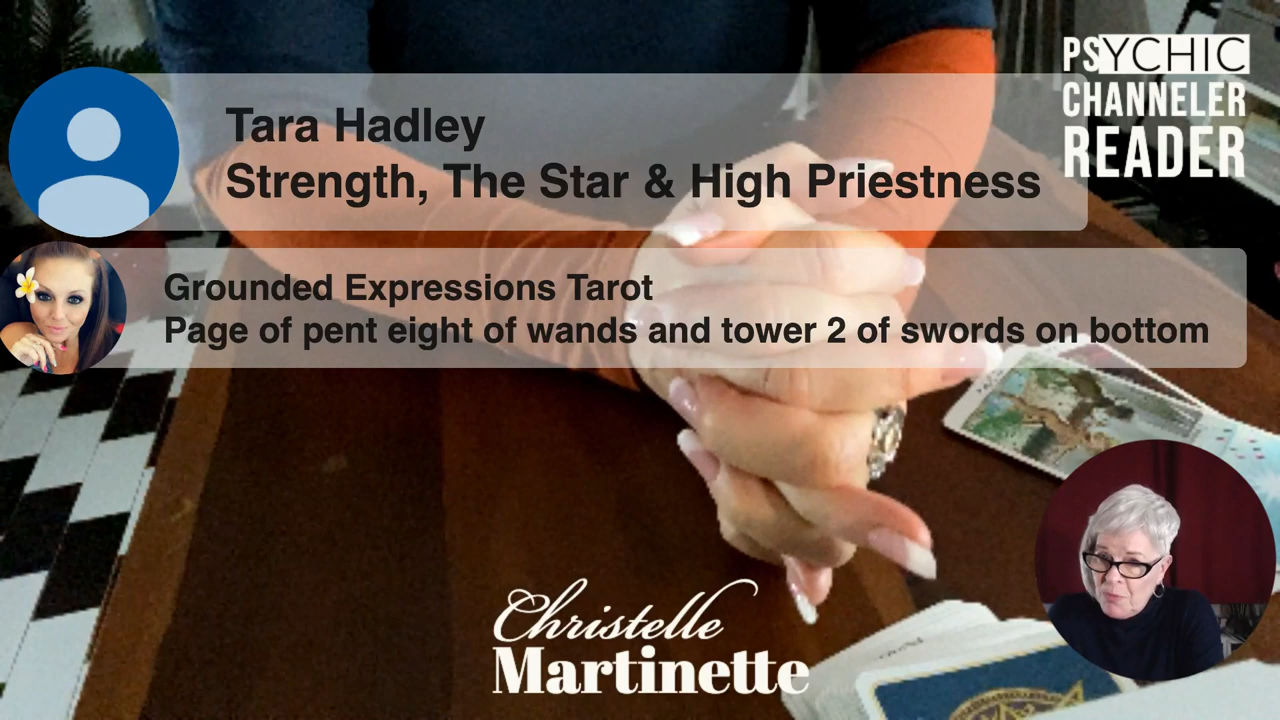 PSYCHIC
CHANNELER
READER
Tara Hadley
Strength, The Star & High Priestness
Grounded Expressions Tarot
Page of pent eight of wands and tower 2 of swords on bottom
Christelle
Martinette